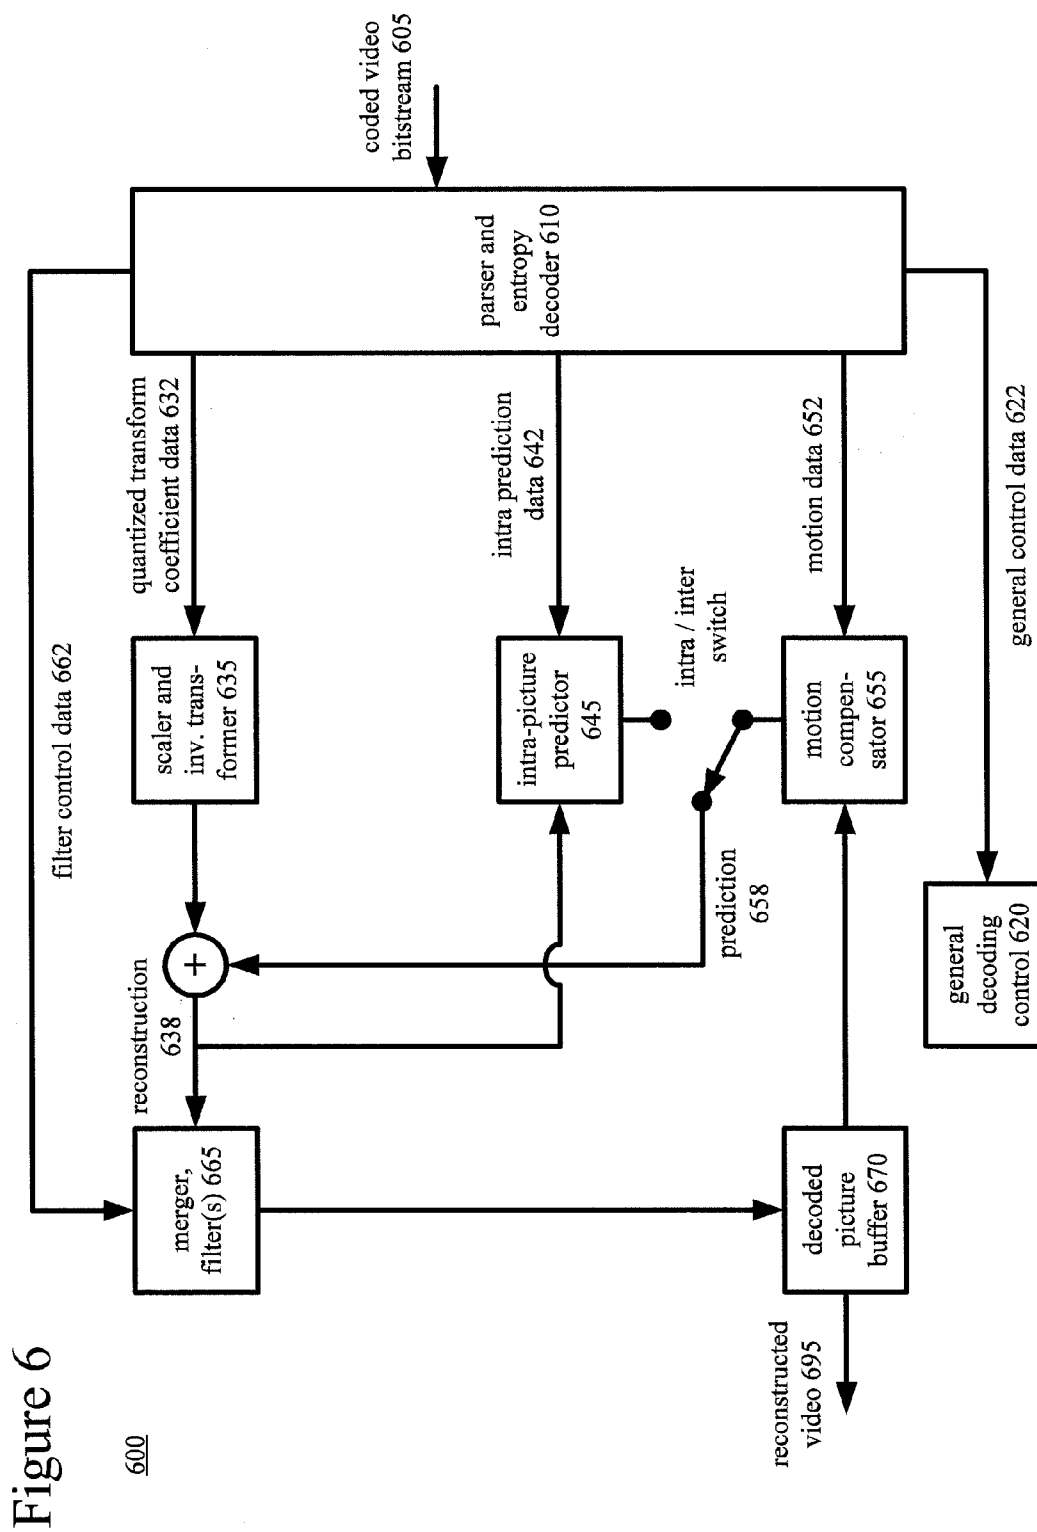 Figure 6
600
coded video
bitstream 605
parser and
entropy
decoder 610
filter control data 662
quantized transform
coefficient data 632
intra prediction
data 642
motion data 652
general control data 622
scaler and
inv. trans-
former 635
intra-picture
predictor
645
intra / inter
switch
motion
compen-
sator 655
+
prediction
658
general
decoding
control 620
reconstruction
638
merger,
filter(s) 665
decoded
picture
buffer 670
reconstructed
video 695